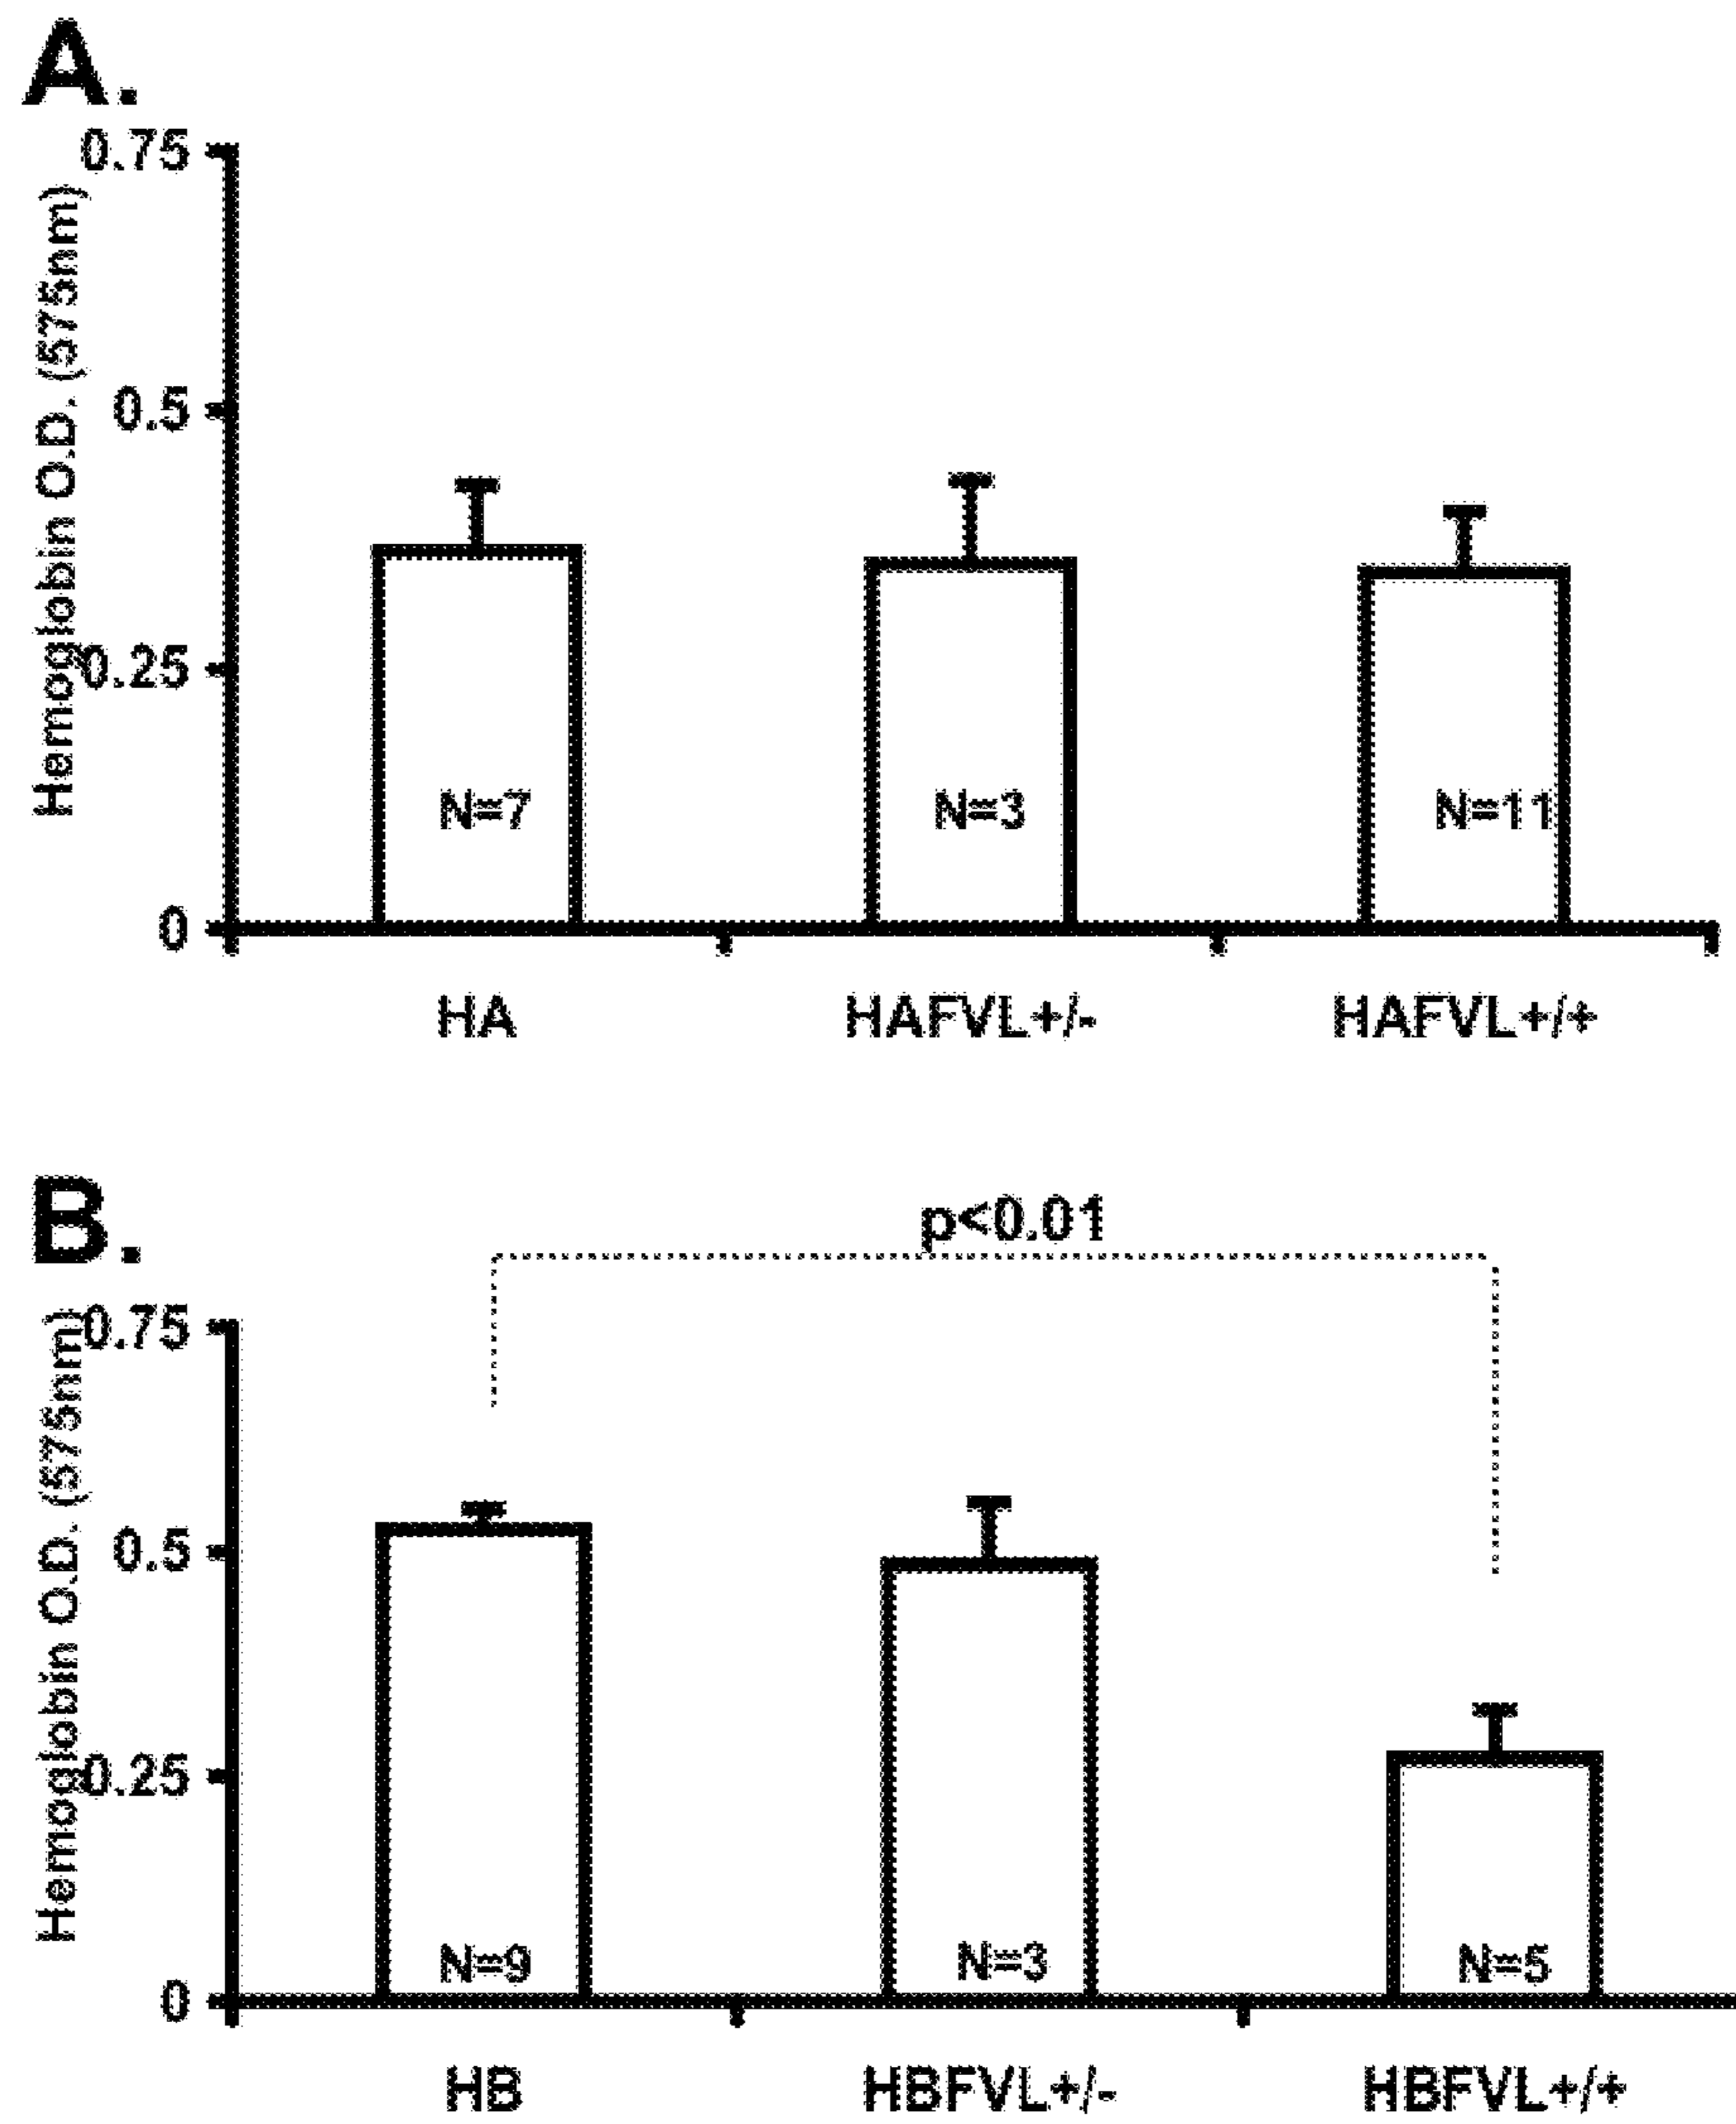 A.
Hemoglobin O.D. (575nm)
0.75
0.5
0.25
0
N=7
N=3
N=11
HA
HAFVL+/-
HAFVL+/+
B.
p<0.01
Hemoglobin O.D. (575nm)
0.75
0.5
0.25
0
N=9
N=3
N=5
HB
HBFVL+/-
HBFVL+/+